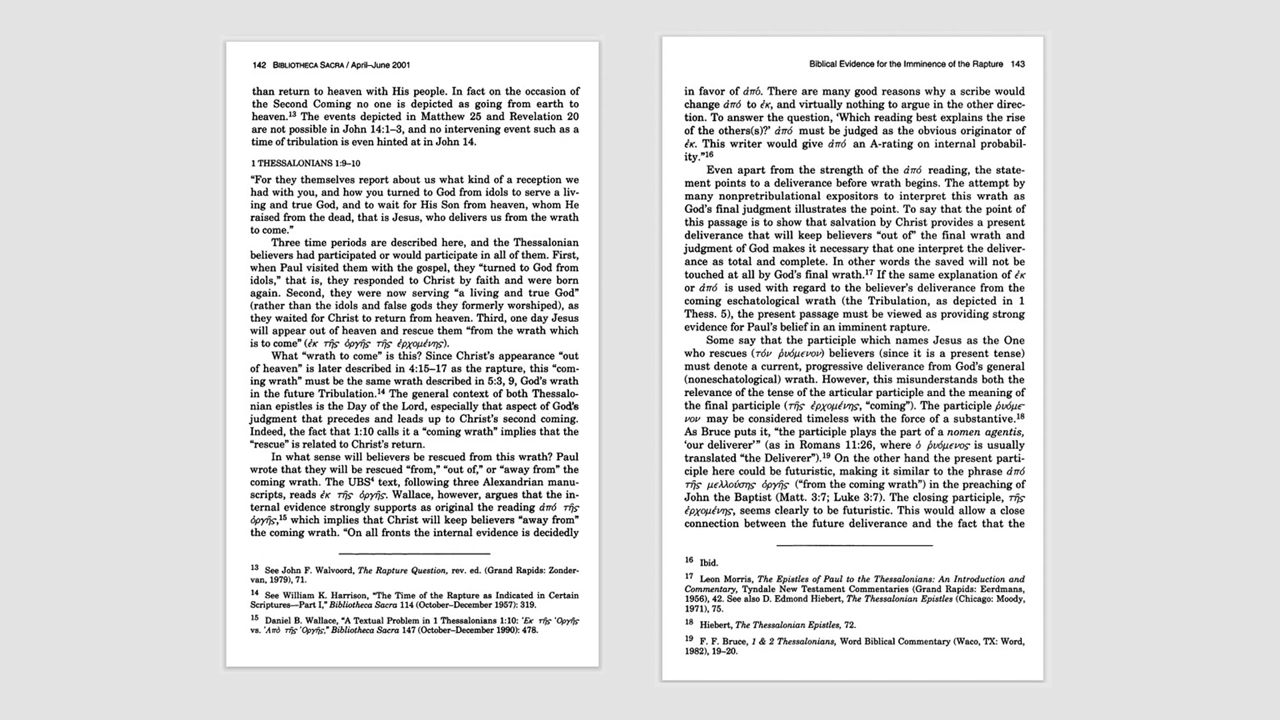 142 BIBLIOTHECA SACRA / April–June 2001
than return to heaven with His people. In fact on the occasion of
the Second Coming no one is depicted as going from earth to
heaven.13 The events depicted in Matthew 25 and Revelation 20
are not possible in John 14:1–3, and no intervening event such as a
time of tribulation is even hinted at in John 14.
1 THESSALONIANS 1:9–10
“For they themselves report about us what kind of a reception we
had with you, and how you turned to God from idols to serve a liv-
ing and true God, and to wait for His Son from heaven, whom He
raised from the dead, that is Jesus, who delivers us from the wrath
to come.”
Three time periods are described here, and the Thessalonian
believers had participated or would participate in all of them. First,
when Paul visited them with the gospel, they “turned to God from
idols,” that is, they responded to Christ by faith and were born
again. Second, they were now serving “a living and true God”
(rather than the idols and false gods they formerly worshiped), as
they waited for Christ to return from heaven. Third, one day Jesus
will appear out of heaven and rescue them “from the wrath which
is to come” (ἐκ τῆς ὀργῆς τῆς ἐρχομένης).
What “wrath to come” is this? Since Christ’s appearance “out
of heaven” is later described in 4:15–17 as the rapture, this “com-
ing wrath” must be the same wrath described in 5:3, 9, God’s wrath
in the future Tribulation.14 The general context of both Thessalo-
nian epistles is the Day of the Lord, especially that aspect of God’s
judgment that precedes and leads up to Christ’s second coming.
Indeed, the fact that 1:10 calls it a “coming wrath” implies that the
“rescue” is related to Christ’s return.
In what sense will believers be rescued from this wrath? Paul
wrote that they will be rescued “from,” “out of,” or “away from” the
coming wrath. The UBS4 text, following three Alexandrian manu-
scripts, reads ἐκ τῆς ὀργῆς. Wallace, however, argues that the in-
ternal evidence strongly supports as original the reading ἀπό τῆς
ὀργῆς,15 which implies that Christ will keep believers “away from”
the coming wrath. “On all fronts the internal evidence is decidedly
13 See John F. Walvoord, The Rapture Question, rev. ed. (Grand Rapids: Zonder-
van, 1979), 71.
14 See William K. Harrison, “The Time of the Rapture as Indicated in Certain
Scriptures—Part I,” Bibliotheca Sacra 114 (October–December 1957): 319.
15 Daniel B. Wallace, “A Textual Problem in 1 Thessalonians 1:10: Ἐκ τῆς Ὀργῆς
vs. Ἀπὸ τῆς Ὀργῆς,” Bibliotheca Sacra 147 (October–December 1990): 478.
Biblical Evidence for the Imminence of the Rapture 143
in favor of ἀπό. There are many good reasons why a scribe would
change ἀπό to ἐκ, and virtually nothing to argue in the other direc-
tion. To answer the question, ‘Which reading best explains the rise
of the others(s)?’ ἀπό must be judged as the obvious originator of
ἐκ. This writer would give ἀπό an A-rating on internal probabil-
ity.”16
Even apart from the strength of the ἀπό reading, the state-
ment points to a deliverance before wrath begins. The attempt by
many nonpretribulational expositors to interpret this wrath as
God’s final judgment illustrates the point. To say that the point of
this passage is to show that salvation by Christ provides a present
deliverance that will keep believers “out of” the final wrath and
judgment of God makes it necessary that one interpret the deliver-
ance as total and complete. In other words the saved will not be
touched at all by God’s final wrath.17 If the same explanation of ἐκ
or ἀπό is used with regard to the believer’s deliverance from the
coming eschatological wrath (the Tribulation, as depicted in 1
Thess. 5), the present passage must be viewed as providing strong
evidence for Paul’s belief in an imminent rapture.
Some say that the participle which names Jesus as the One
who rescues (τόν ῥυόμενον) believers (since it is a present tense)
must denote a current, progressive deliverance from God’s general
(noneschatological) wrath. However, this misunderstands both the
relevance of the tense of the articular participle and the meaning of
the final participle (τῆς ἐρχομένης, “coming”). The participle ῥυόμε-
νον may be considered timeless with the force of a substantive.18
As Bruce puts it, “the participle plays the part of a nomen agentis,
‘our deliverer’” (as in Romans 11:26, where ὁ ῥυόμενος is usually
translated “the Deliverer”).19 On the other hand the present parti-
ciple here could be futuristic, making it similar to the phrase ἀπό
τῆς μελλούσης ὀργῆς (“from the coming wrath”) in the preaching of
John the Baptist (Matt. 3:7; Luke 3:7). The closing participle, τῆς
ἐρχομένης, seems clearly to be futuristic. This would allow a close
connection between the future deliverance and the fact that the
16 Ibid.
17 Leon Morris, The Epistles of Paul to the Thessalonians: An Introduction and
Commentary, Tyndale New Testament Commentaries (Grand Rapids: Eerdmans,
1956), 42. See also D. Edmond Hiebert, The Thessalonian Epistles (Chicago: Moody,
1971), 75.
18 Hiebert, The Thessalonian Epistles, 72.
19 F. F. Bruce, 1 & 2 Thessalonians, Word Biblical Commentary (Waco, TX: Word,
1982), 19–20.